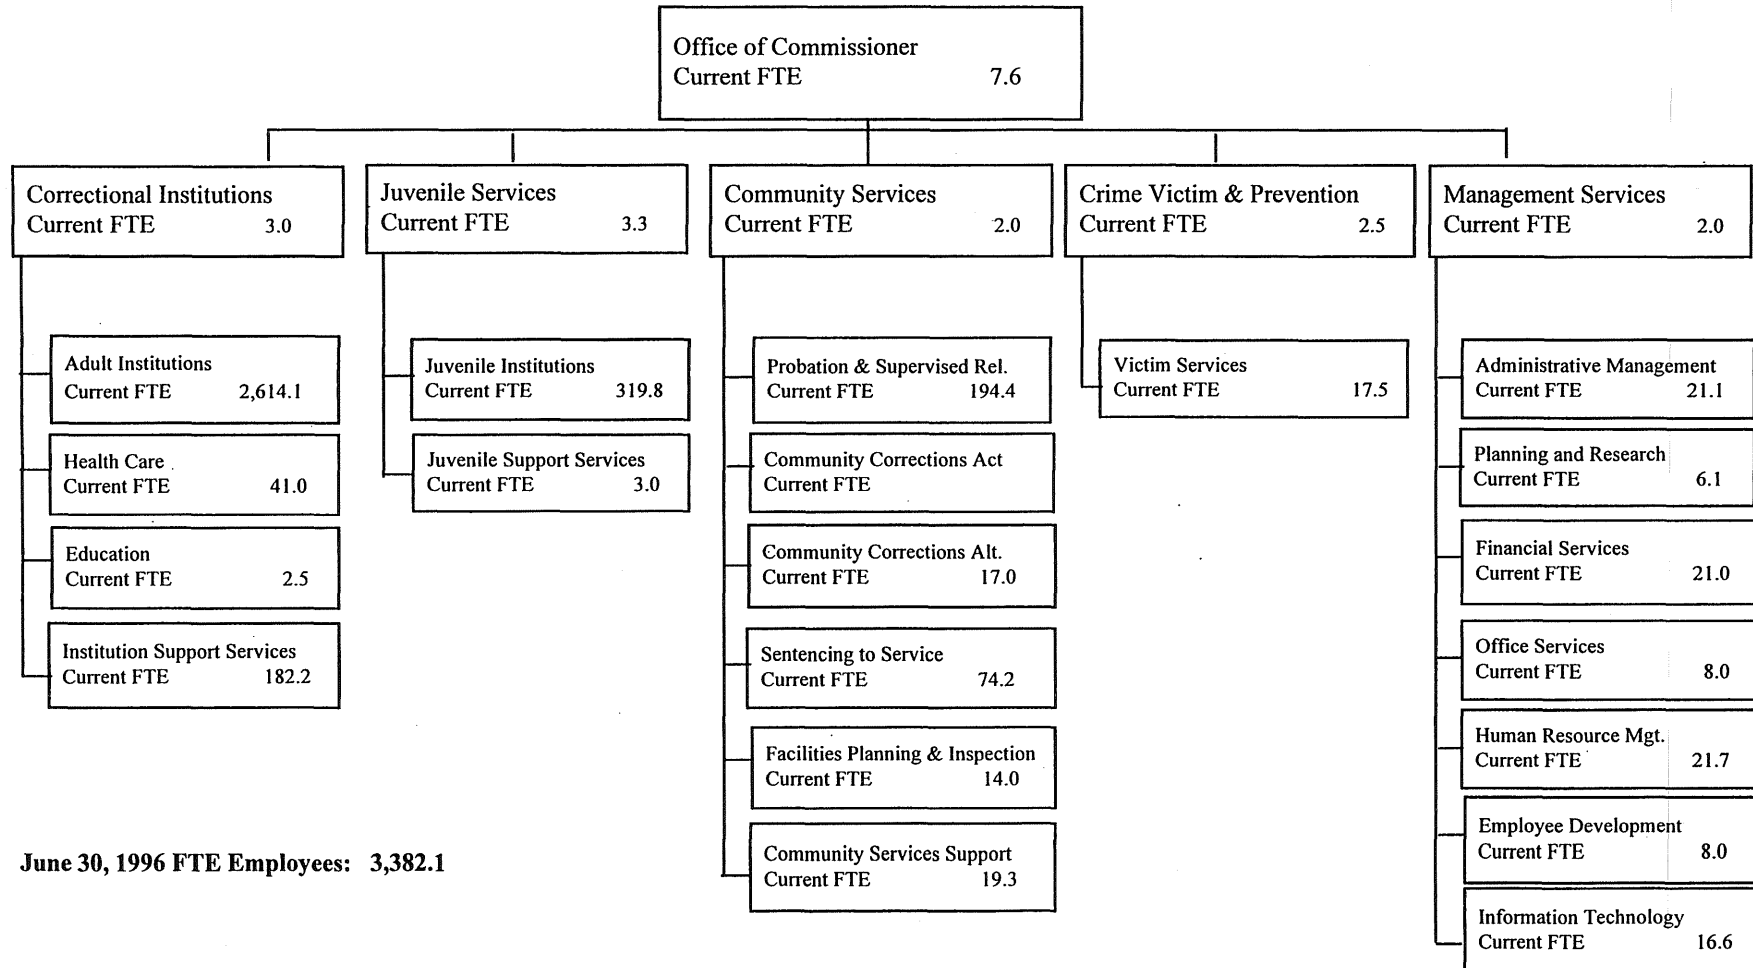 Office of Commissioner
Current FTE 7.6
Correctional Institutions
Current FTE 3.0
Juvenile Services
Current FTE 3.3
Community Services
Current FTE 2.0
Crime Victim & Prevention
Current FTE 2.5
Management Services
Current FTE 2.0
Adult Institutions
Current FTE 2,614.1
Health Care
Current FTE 41.0
Education
Current FTE 2.5
Institution Support Services
Current FTE 182.2
Juvenile Institutions
Current FTE 319.8
Juvenile Support Services
Current FTE 3.0
Probation & Supervised Rel.
Current FTE 194.4
Community Corrections Act
Current FTE
Community Corrections Alt.
Current FTE 17.0
Sentencing to Service
Current FTE 74.2
Facilities Planning & Inspection
Current FTE 14.0
Community Services Support
Current FTE 19.3
Victim Services
Current FTE 17.5
Administrative Management
Current FTE 21.1
Planning and Research
Current FTE 6.1
Financial Services
Current FTE 21.0
Office Services
Current FTE 8.0
Human Resource Mgt.
Current FTE 21.7
Employee Development
Current FTE 8.0
Information Technology
Current FTE 16.6
June 30, 1996 FTE Employees: 3,382.1